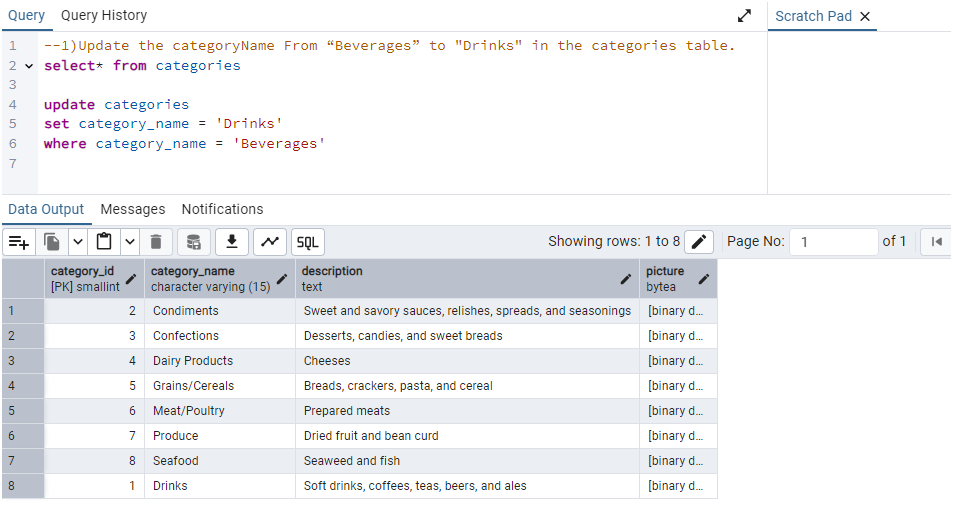 Query Query History Scratch Pad ×
1 --1)Update the categoryName From “Beverages” to "Drinks" in the categories table.
2 select* from categories
3
4 update categories
5 set category_name = 'Drinks'
6 where category_name = 'Beverages'
7
Data Output Messages Notifications
SQL Showing rows: 1 to 8 Page No: 1 of 1
category_id category_name description picture
[PK] smallint character varying (15) text bytea
1 2 Condiments Sweet and savory sauces, relishes, spreads, and seasonings [binary d...
2 3 Confections Desserts, candies, and sweet breads [binary d...
3 4 Dairy Products Cheeses [binary d...
4 5 Grains/Cereals Breads, crackers, pasta, and cereal [binary d...
5 6 Meat/Poultry Prepared meats [binary d...
6 7 Produce Dried fruit and bean curd [binary d...
7 8 Seafood Seaweed and fish [binary d...
8 1 Drinks Soft drinks, coffees, teas, beers, and ales [binary d...